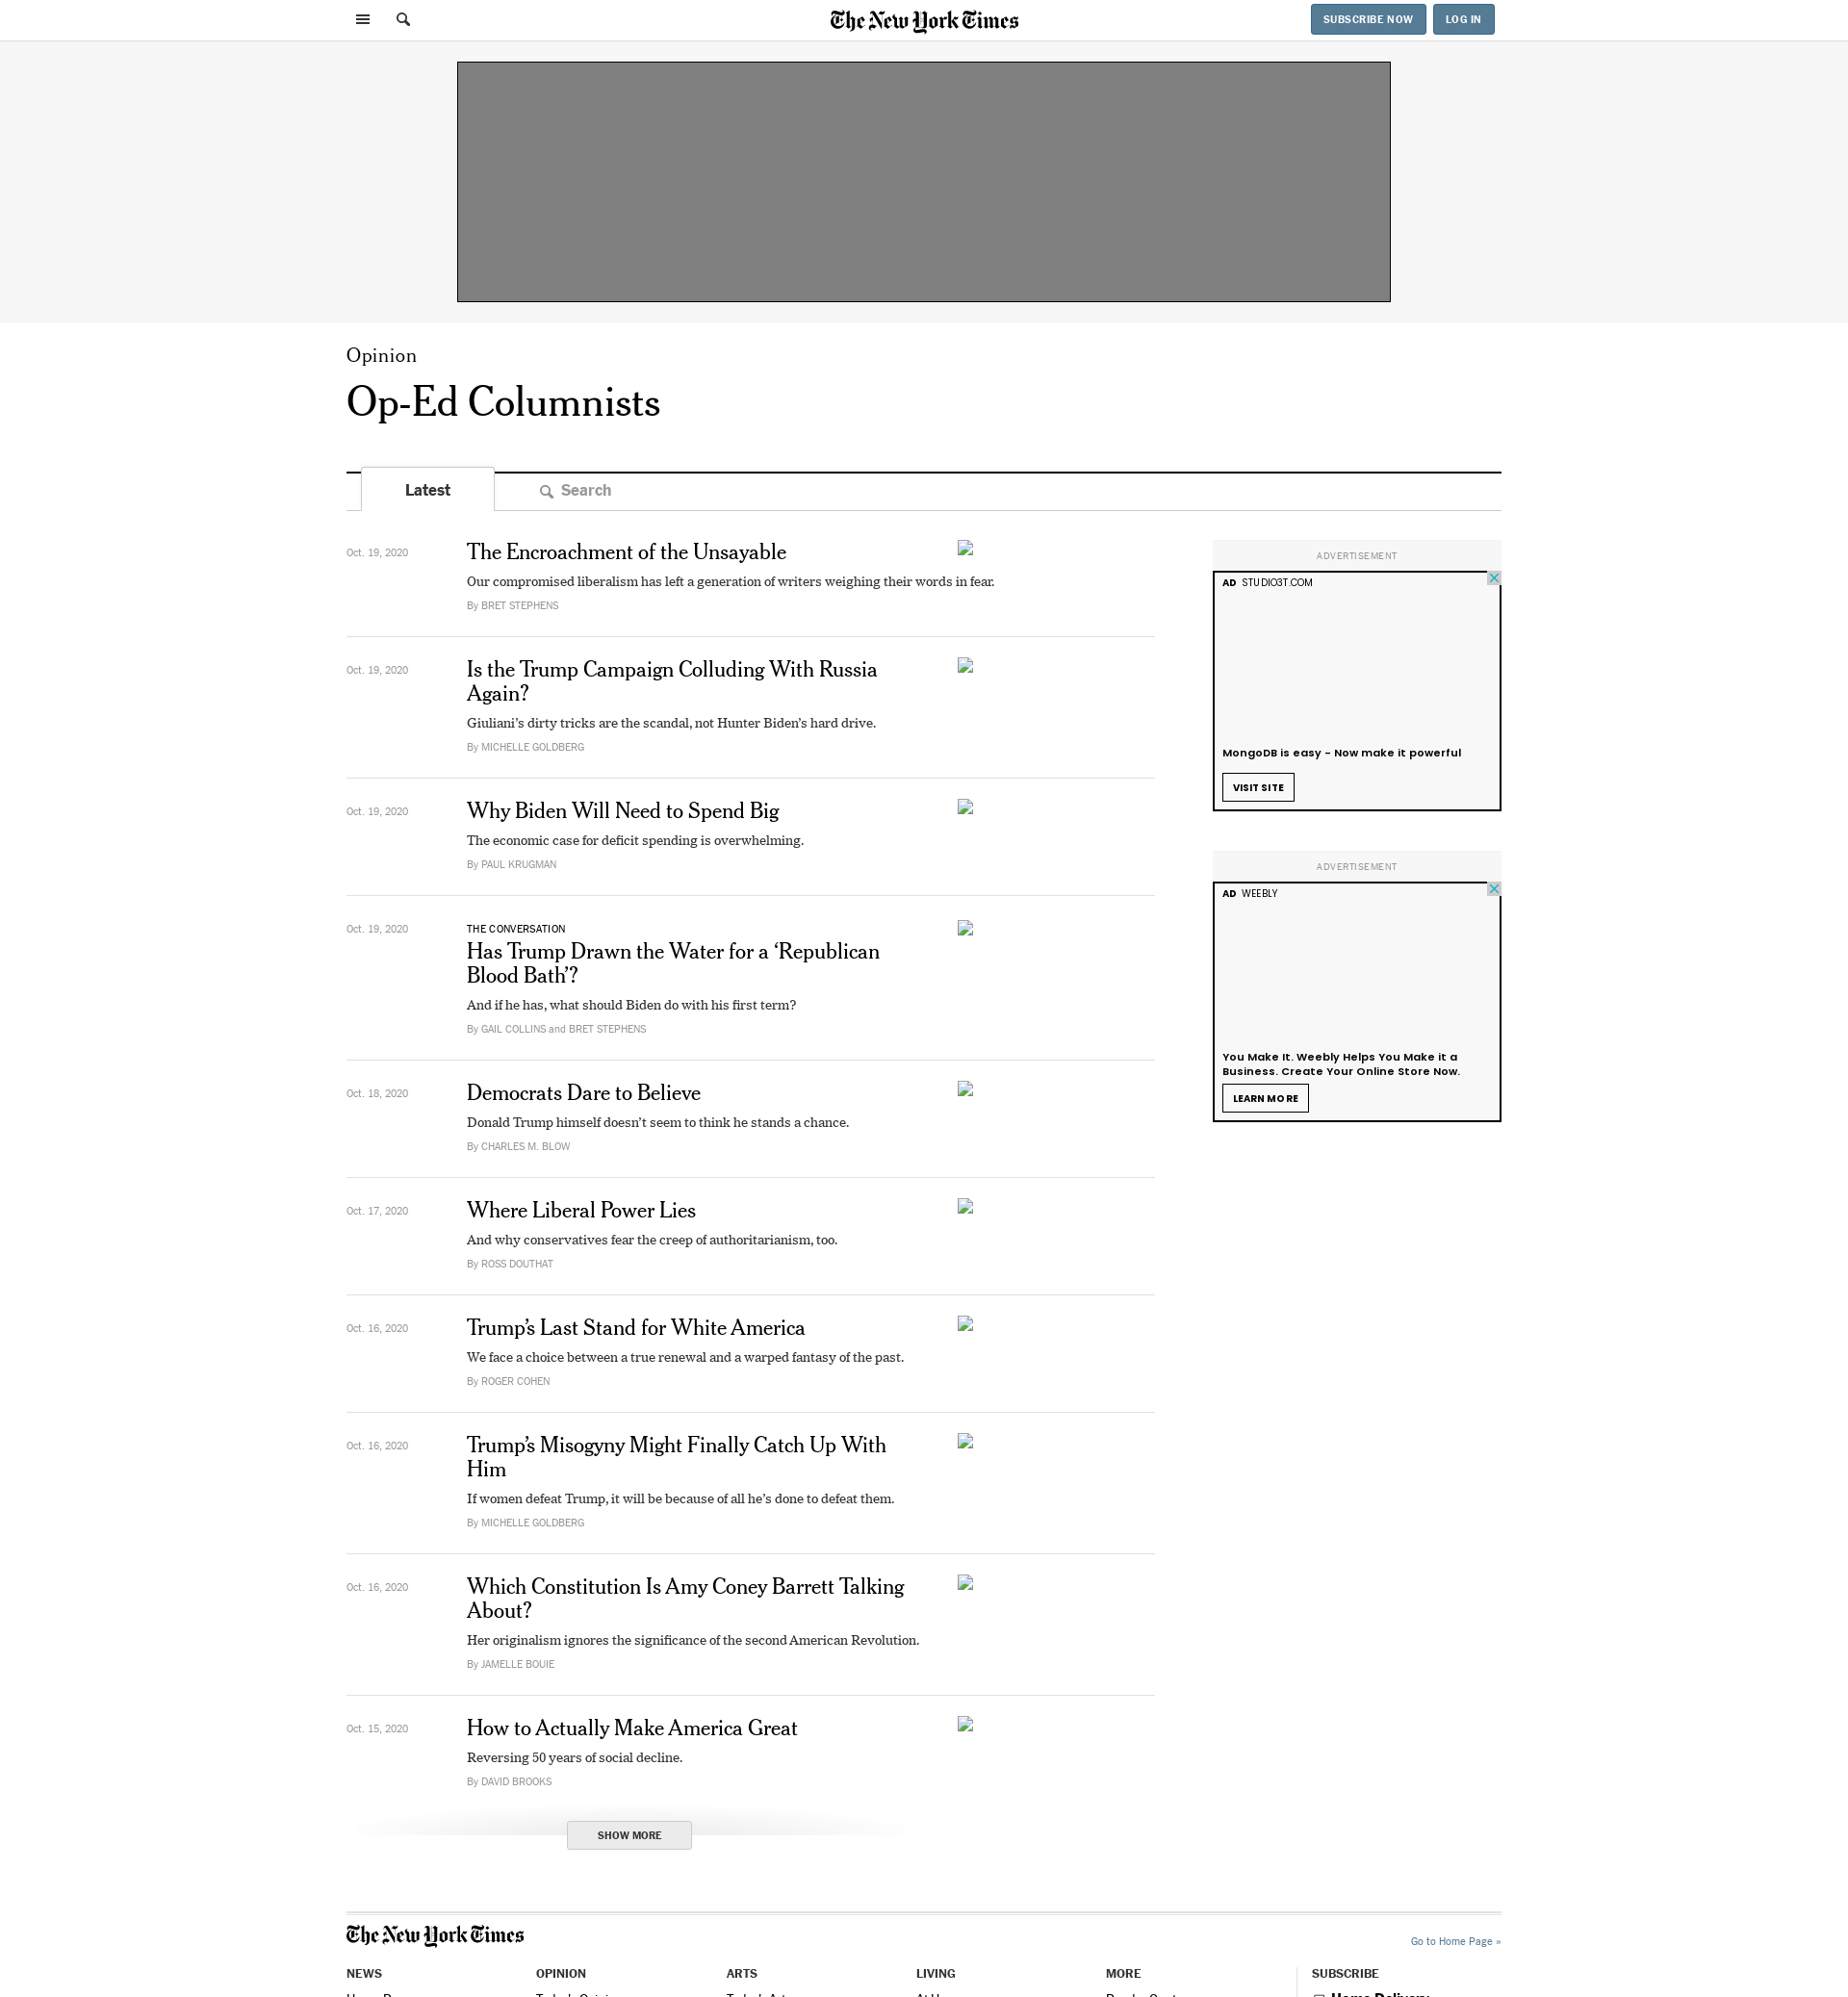 The New York Times
SUBSCRIBE NOW
LOG IN
Opinion
Op-Ed Columnists
Latest
Search
Oct. 19, 2020
The Encroachment of the Unsayable
Our compromised liberalism has left a generation of writers weighing their words in fear.
By BRET STEPHENS
Oct. 19, 2020
Is the Trump Campaign Colluding With Russia
Again?
Giuliani’s dirty tricks are the scandal, not Hunter Biden’s hard drive.
By MICHELLE GOLDBERG
Oct. 19, 2020
Why Biden Will Need to Spend Big
The economic case for deficit spending is overwhelming.
By PAUL KRUGMAN
Oct. 19, 2020
THE CONVERSATION
Has Trump Drawn the Water for a ‘Republican
Blood Bath’?
And if he has, what should Biden do with his first term?
By GAIL COLLINS and BRET STEPHENS
Oct. 18, 2020
Democrats Dare to Believe
Donald Trump himself doesn’t seem to think he stands a chance.
By CHARLES M. BLOW
Oct. 17, 2020
Where Liberal Power Lies
And why conservatives fear the creep of authoritarianism, too.
By ROSS DOUTHAT
Oct. 16, 2020
Trump’s Last Stand for White America
We face a choice between a true renewal and a warped fantasy of the past.
By ROGER COHEN
Oct. 16, 2020
Trump’s Misogyny Might Finally Catch Up With
Him
If women defeat Trump, it will be because of all he’s done to defeat them.
By MICHELLE GOLDBERG
Oct. 16, 2020
Which Constitution Is Amy Coney Barrett Talking
About?
Her originalism ignores the significance of the second American Revolution.
By JAMELLE BOUIE
Oct. 15, 2020
How to Actually Make America Great
Reversing 50 years of social decline.
By DAVID BROOKS
SHOW MORE
ADVERTISEMENT
AD STUDIO3T.COM
MongoDB is easy - Now make it powerful
VISIT SITE
ADVERTISEMENT
AD WEEBLY
You Make It. Weebly Helps You Make it a
Business. Create Your Online Store Now.
LEARN MORE
The New York Times
Go to Home Page »
NEWS
OPINION
ARTS
LIVING
MORE
SUBSCRIBE
Home Delivery